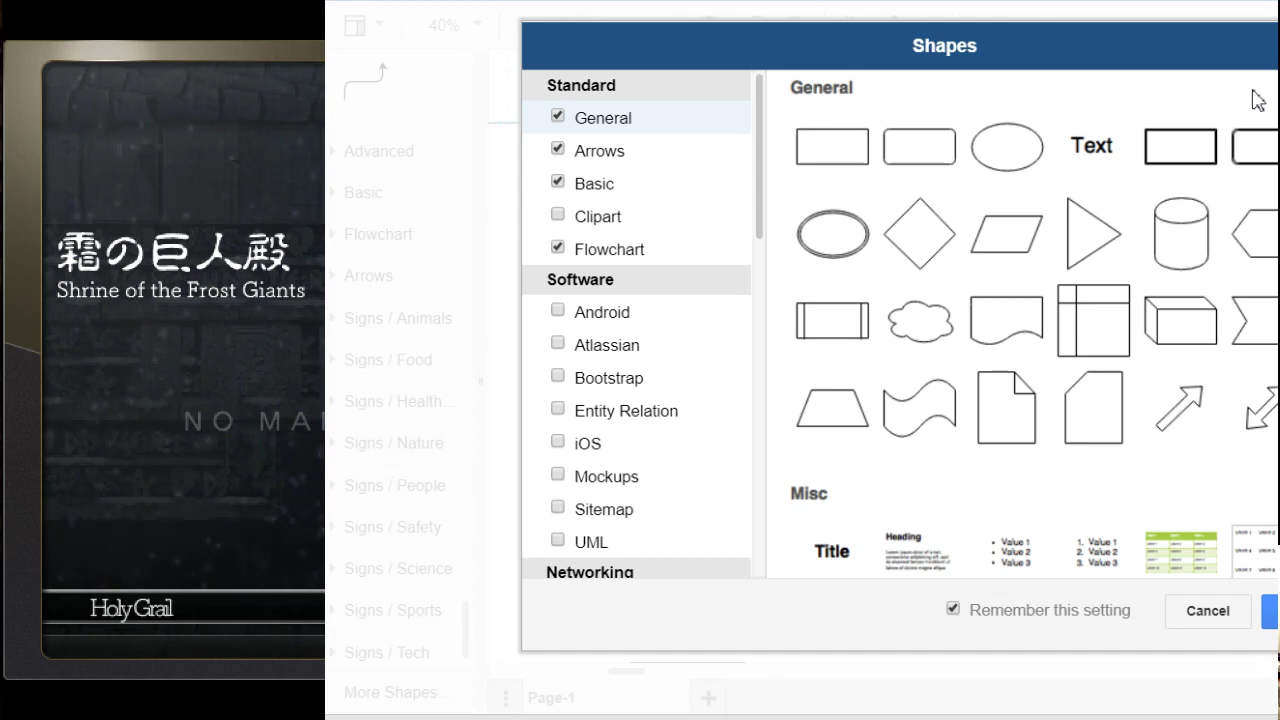 霜の巨人殿
Shrine of the Frost Giants
NO MA
Holy Grail
40%
Advanced
Basic
Flowchart
Arrows
Signs / Animals
Signs / Food
Signs / Health...
Signs / Nature
Signs / People
Signs / Safety
Signs / Science
Signs / Sports
Signs / Tech
More Shapes...
Page-1
Shapes
Standard
General
Arrows
Basic
Clipart
Flowchart
Software
Android
Atlassian
Bootstrap
Entity Relation
iOS
Mockups
Sitemap
UML
Networking
General
Text
Misc
Title
Heading
• Value 1
• Value 2
• Value 3
1. Value 1
2. Value 2
3. Value 3
Remember this setting
Cancel